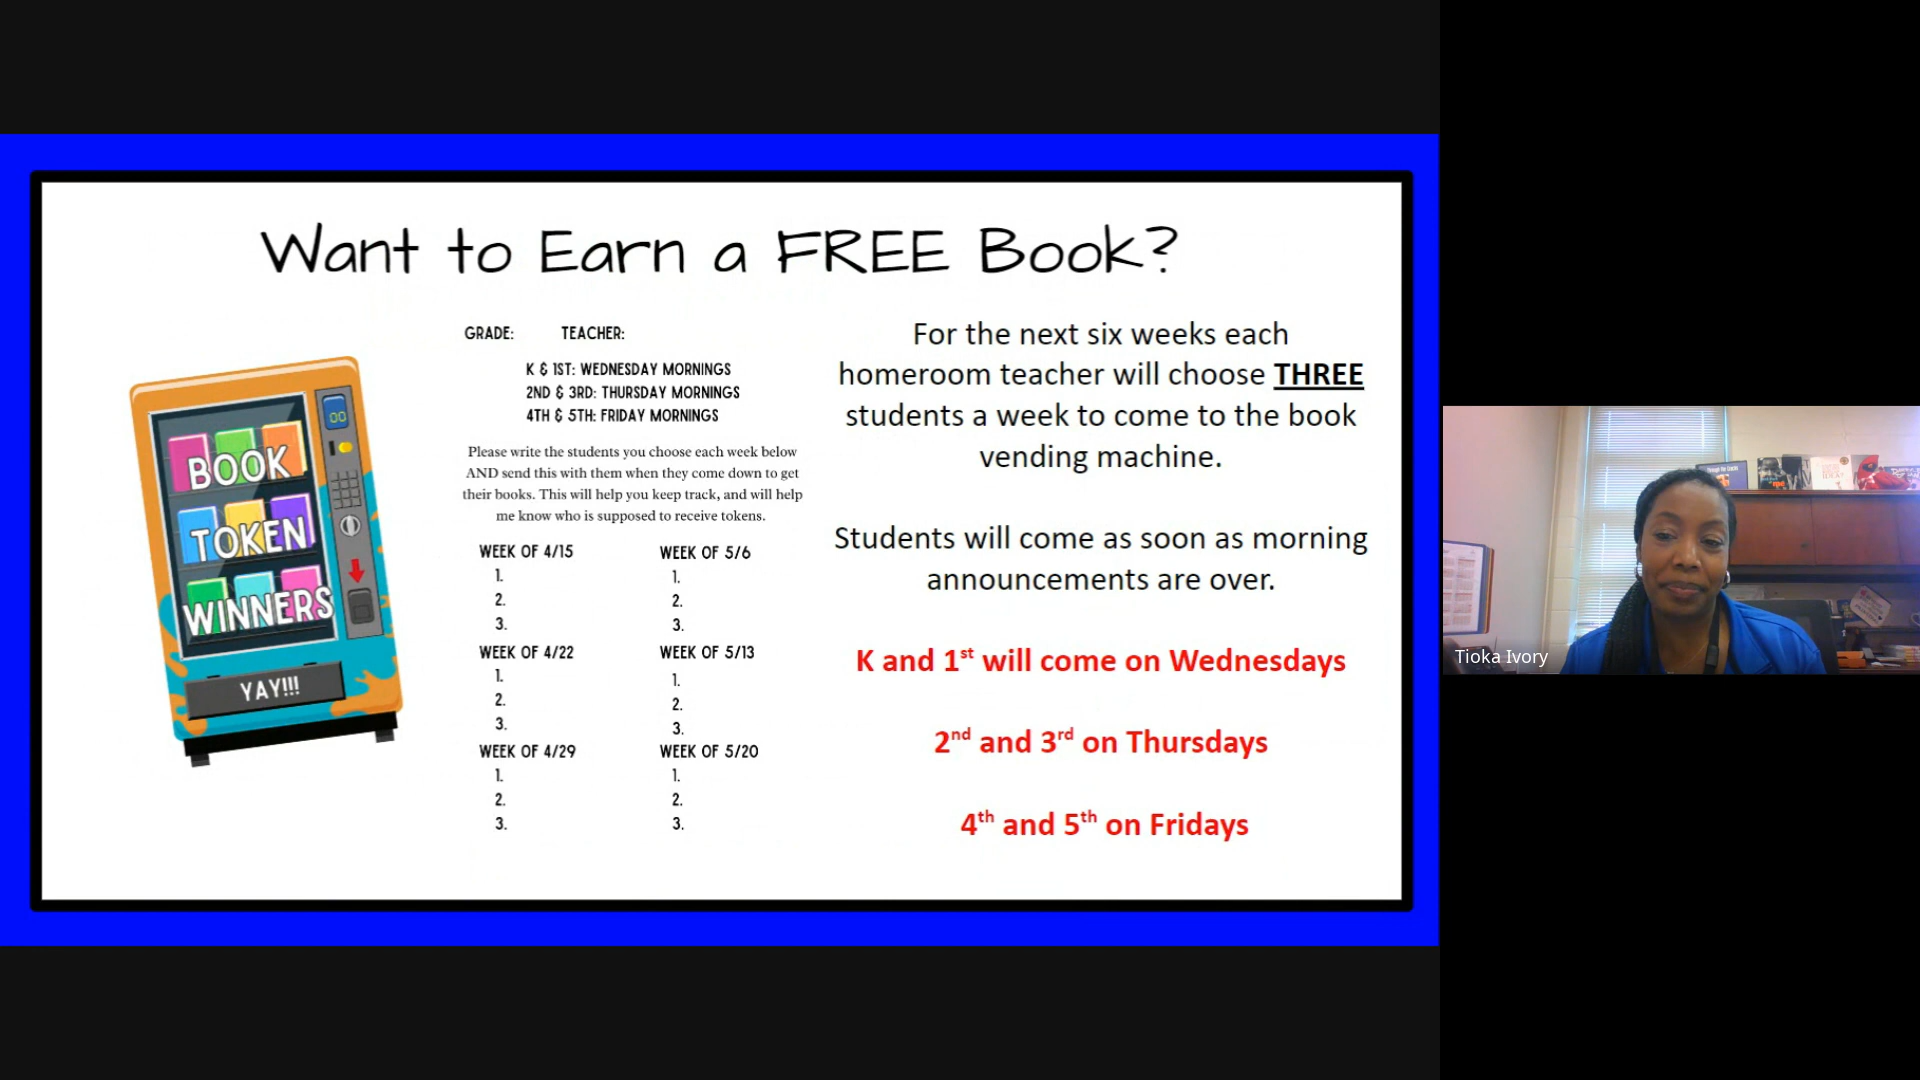 Want to Earn a FREE Book?
BOOK
TOKEN
WINNERS
YAY!!!
00
GRADE: TEACHER:
K & 1ST: WEDNESDAY MORNINGS
2ND & 3RD: THURSDAY MORNINGS
4TH & 5TH: FRIDAY MORNINGS
Please write the students you choose each week below
AND send this with them when they come down to get
their books. This will help you keep track, and will help
me know who is supposed to receive tokens.
WEEK OF 4/15
1.
2.
3.
WEEK OF 4/22
1.
2.
3.
WEEK OF 4/29
1.
2.
3.
WEEK OF 5/6
1.
2.
3.
WEEK OF 5/13
1.
2.
3.
WEEK OF 5/20
1.
2.
3.
For the next six weeks each
homeroom teacher will choose THREE
students a week to come to the book
vending machine.
Students will come as soon as morning
announcements are over.
K and 1st will come on Wednesdays
2nd and 3rd on Thursdays
4th and 5th on Fridays
Tioka Ivory